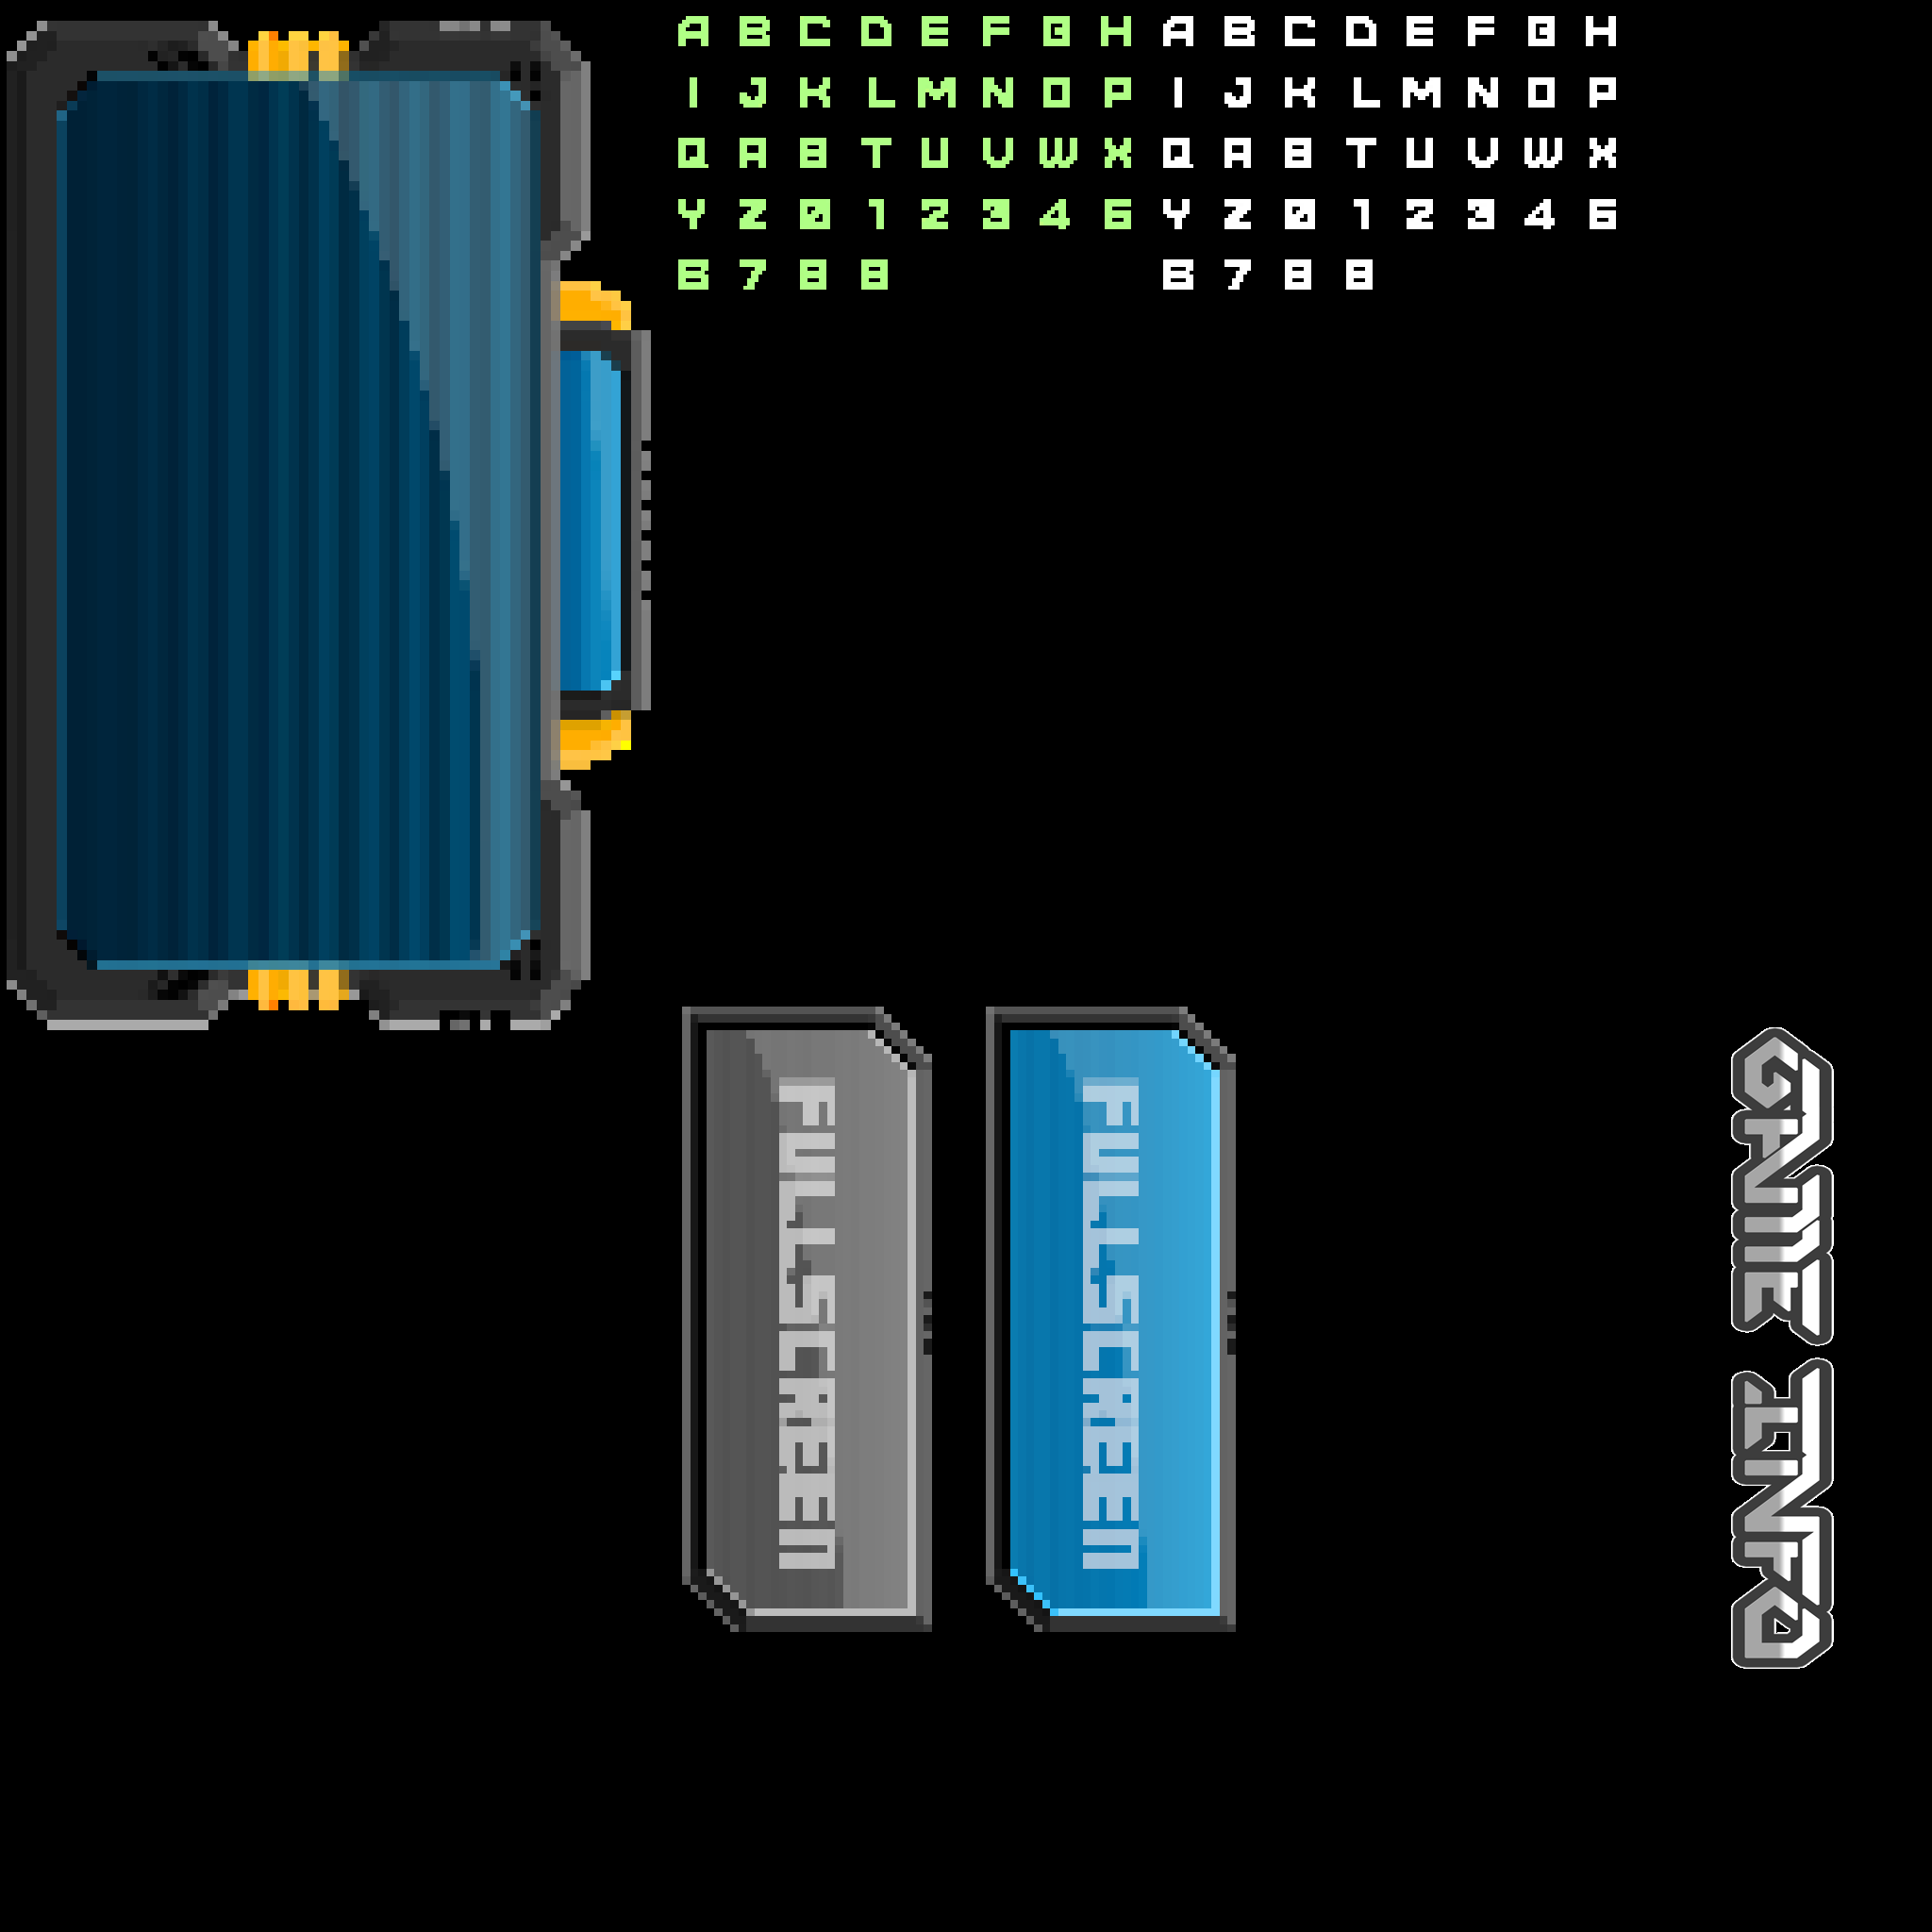 A B C D E F G H A B C D E F G H
I J K L M N O P I J K L M N O P
Q R S T U V W X Q R S T U V W X
Y Z 0 1 2 3 4 5 Y Z 0 1 2 3 4 5
6 7 8 9 6 7 8 9
FULLSCREEN
FULLSCREEN
GAME INFO